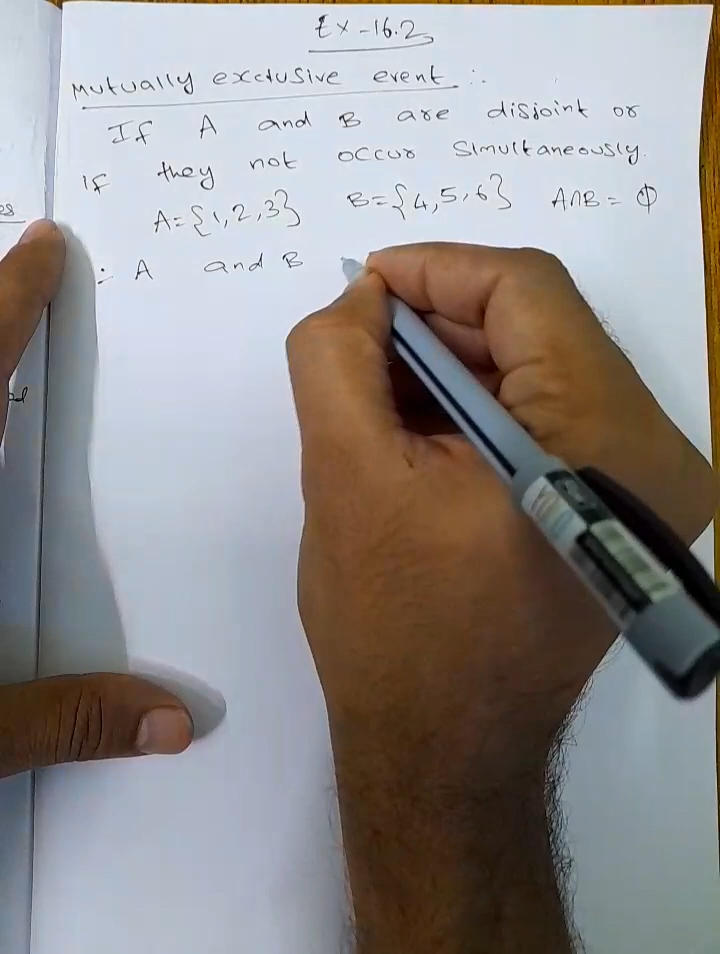 Ex-16.2
Mutually exclusive event :.
If A and B are disjoint or
if they not occur simultaneously.
A={1,2,3} B={4,5,6} A∩B = ϕ
∴ A and B